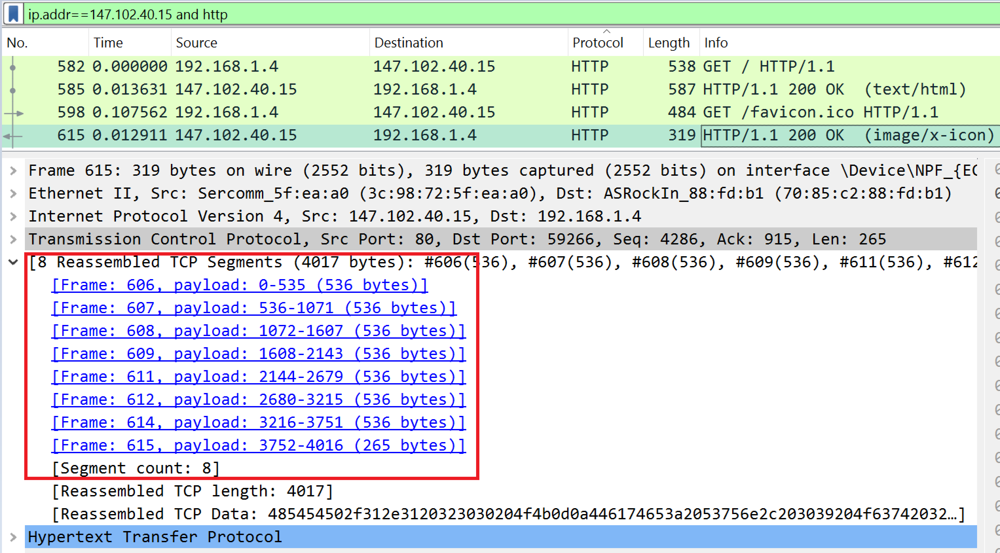 ip.addr==147.102.40.15 and http
No. Time Source Destination Protocol Length Info
582 0.000000 192.168.1.4 147.102.40.15 HTTP 538 GET / HTTP/1.1
585 0.013631 147.102.40.15 192.168.1.4 HTTP 587 HTTP/1.1 200 OK (text/html)
598 0.107562 192.168.1.4 147.102.40.15 HTTP 484 GET /favicon.ico HTTP/1.1
615 0.012911 147.102.40.15 192.168.1.4 HTTP 319 HTTP/1.1 200 OK (image/x-icon)
Frame 615: 319 bytes on wire (2552 bits), 319 bytes captured (2552 bits) on interface \Device\NPF_{EC
Ethernet II, Src: Sercomm_5f:ea:a0 (3c:98:72:5f:ea:a0), Dst: ASRockIn_88:fd:b1 (70:85:c2:88:fd:b1)
Internet Protocol Version 4, Src: 147.102.40.15, Dst: 192.168.1.4
Transmission Control Protocol, Src Port: 80, Dst Port: 59266, Seq: 4286, Ack: 915, Len: 265
[8 Reassembled TCP Segments (4017 bytes): #606(536), #607(536), #608(536), #609(536), #611(536), #612
[Frame: 606, payload: 0-535 (536 bytes)]
[Frame: 607, payload: 536-1071 (536 bytes)]
[Frame: 608, payload: 1072-1607 (536 bytes)]
[Frame: 609, payload: 1608-2143 (536 bytes)]
[Frame: 611, payload: 2144-2679 (536 bytes)]
[Frame: 612, payload: 2680-3215 (536 bytes)]
[Frame: 614, payload: 3216-3751 (536 bytes)]
[Frame: 615, payload: 3752-4016 (265 bytes)]
[Segment count: 8]
[Reassembled TCP length: 4017]
[Reassembled TCP Data: 485454502f312e3120323030204f4b0d0a446174653a2053756e2c203039204f63742032…]
Hypertext Transfer Protocol